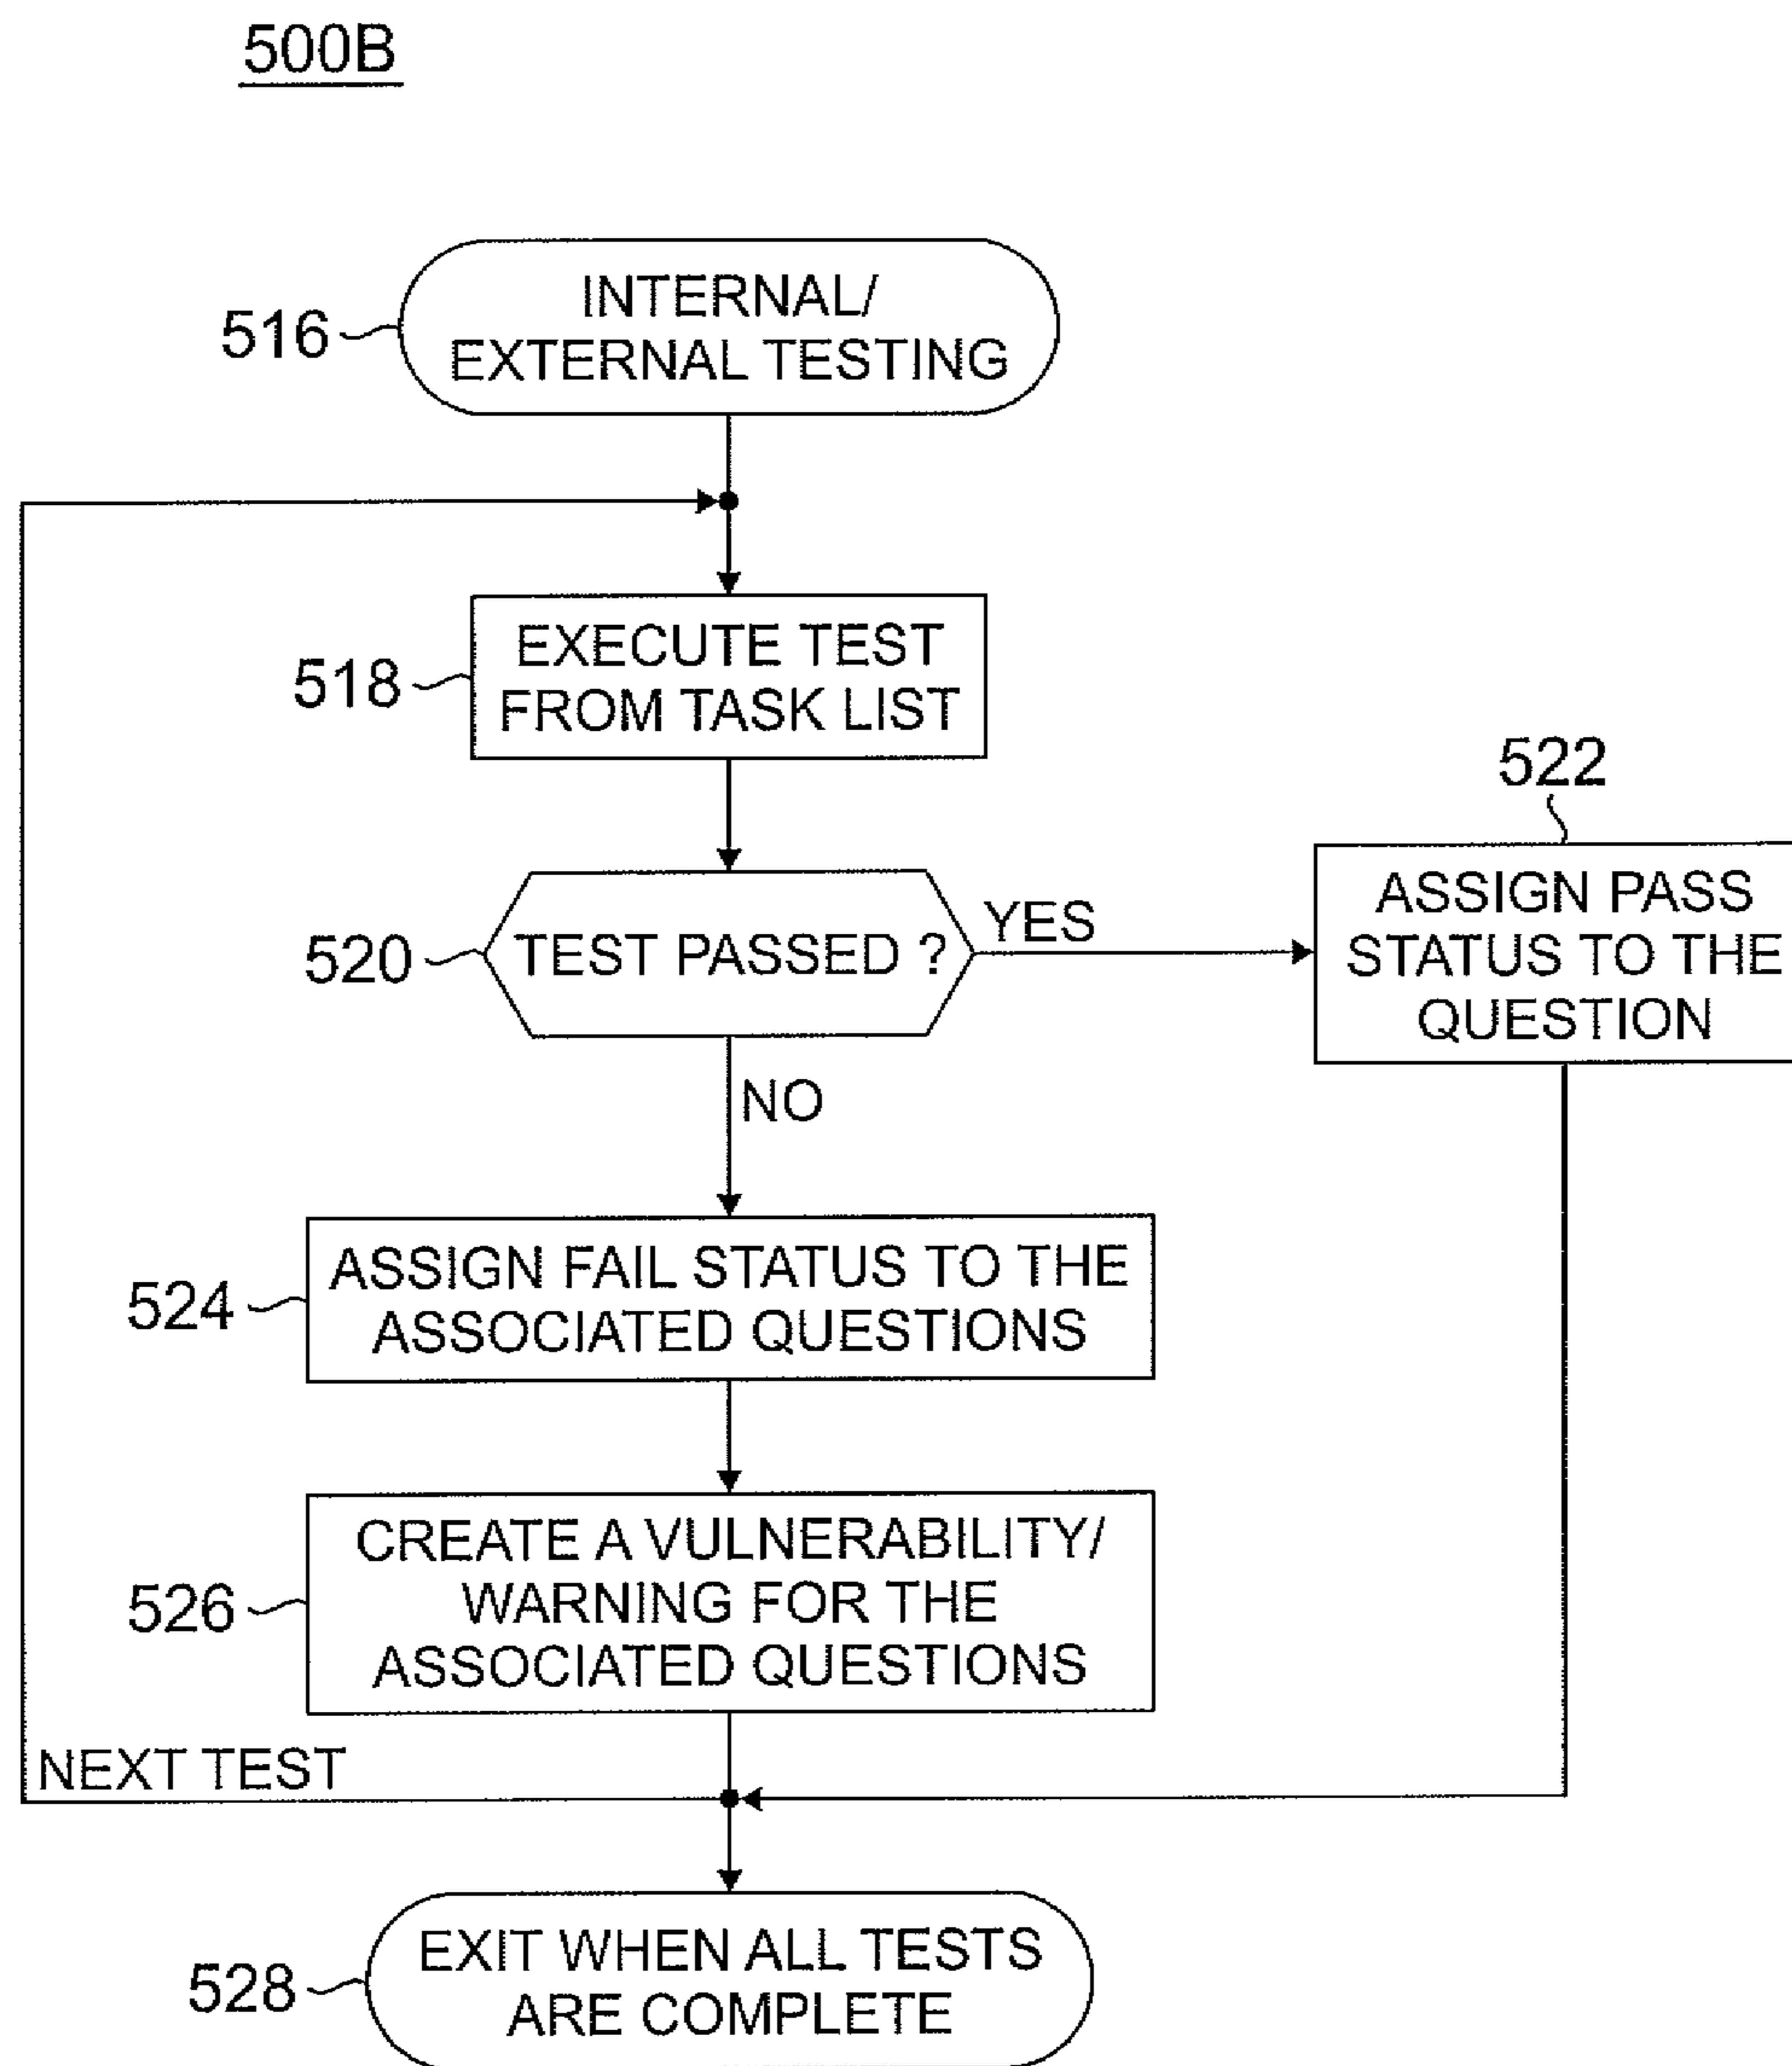 500B
INTERNAL/
EXTERNAL TESTING
516
EXECUTE TEST
FROM TASK LIST
518
522
ASSIGN PASS
STATUS TO THE
QUESTION
YES
TEST PASSED ?
520
NO
ASSIGN FAIL STATUS TO THE
ASSOCIATED QUESTIONS
524
CREATE A VULNERABILITY/
WARNING FOR THE
ASSOCIATED QUESTIONS
526
NEXT TEST
EXIT WHEN ALL TESTS
ARE COMPLETE
528